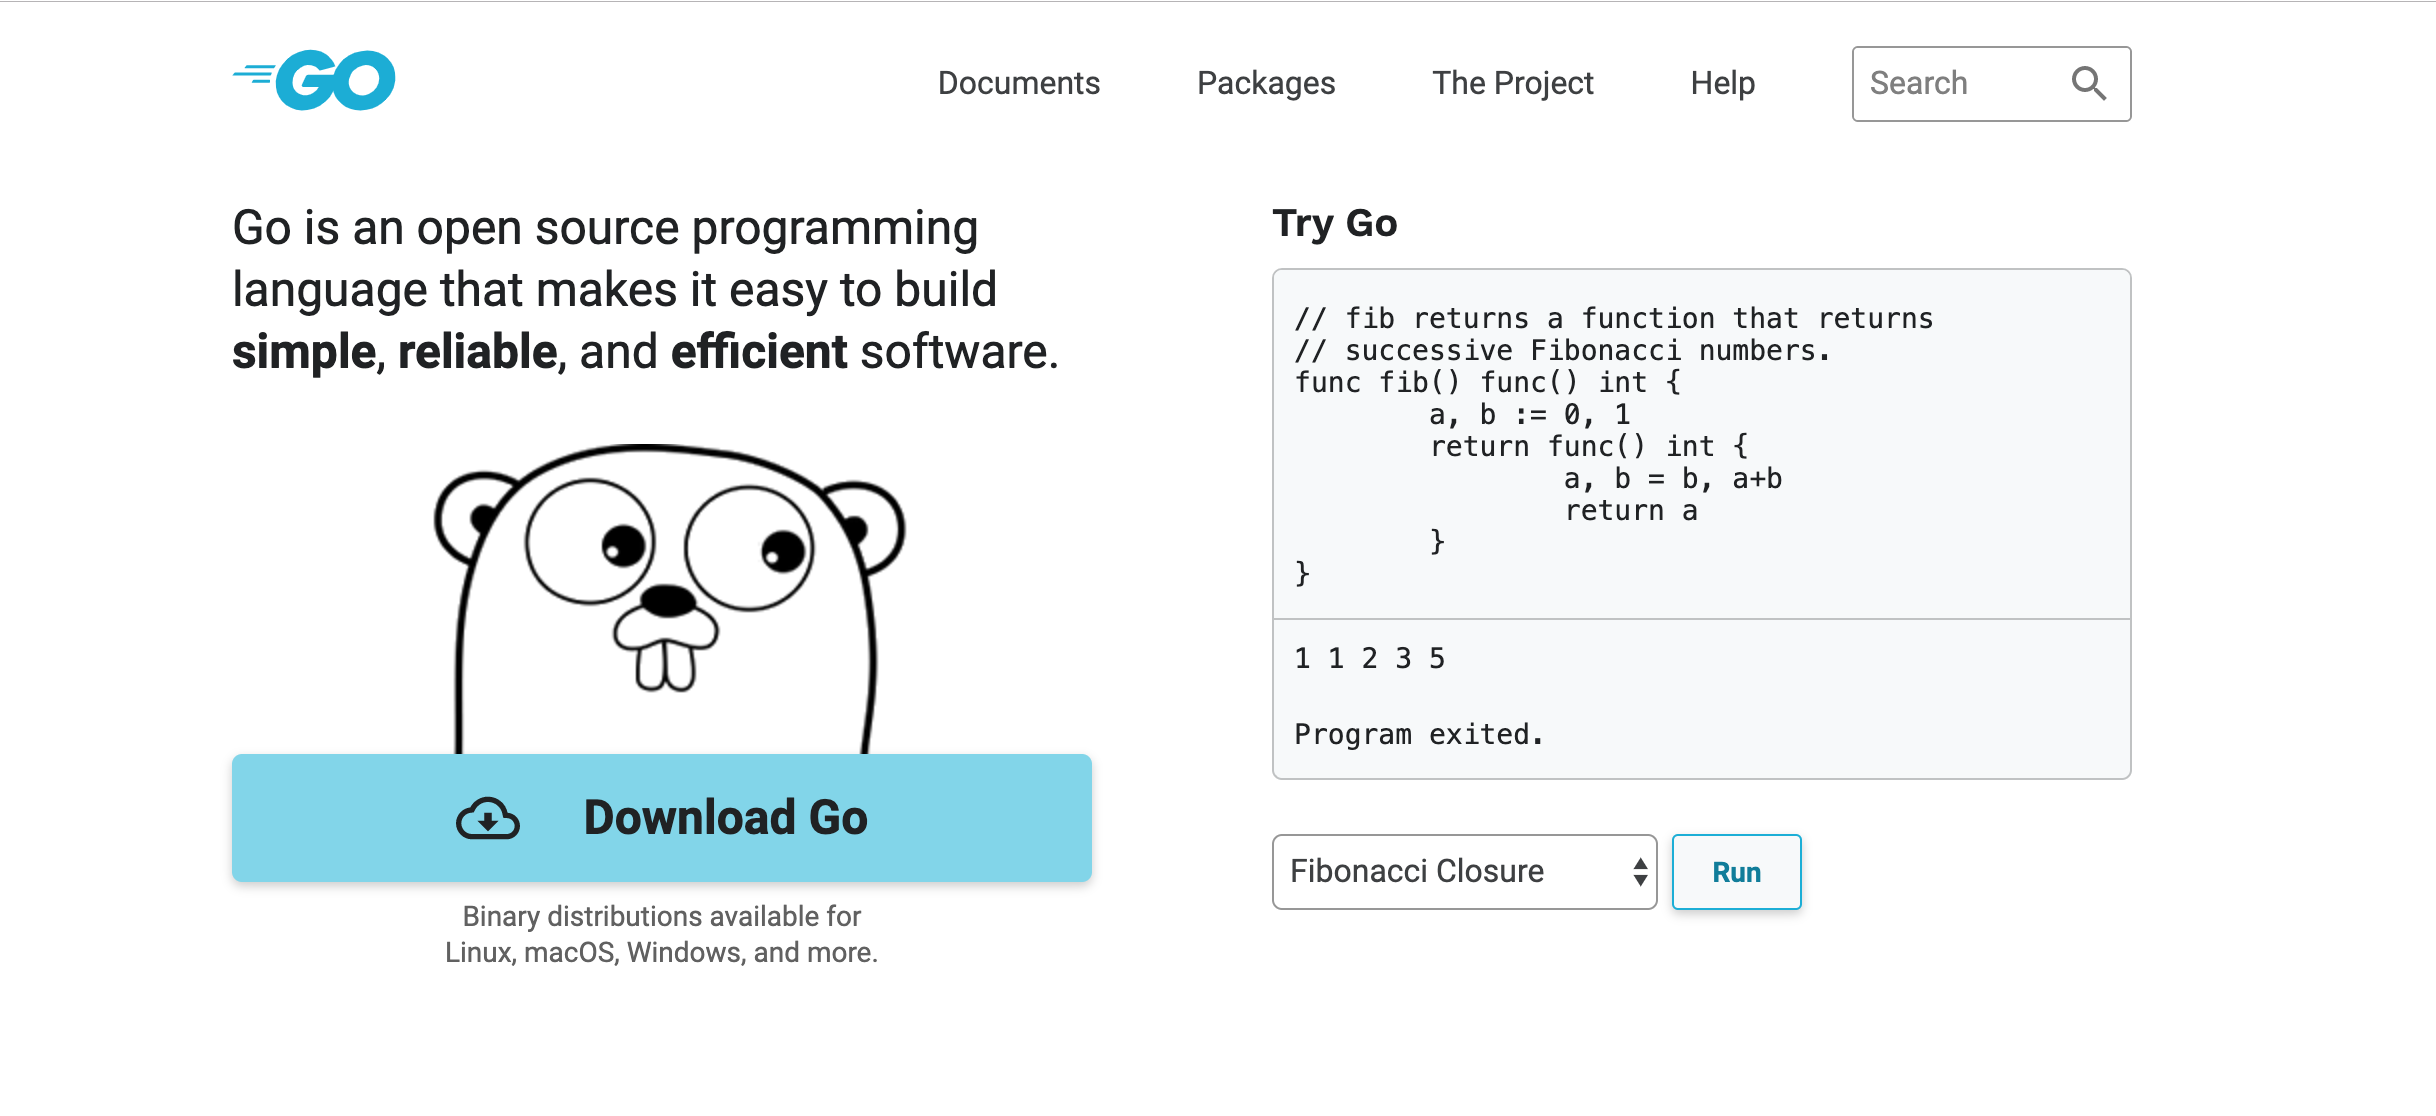 GO
Documents
Packages
The Project
Help
Search
Go is an open source programming
language that makes it easy to build
simple, reliable, and efficient software.
Download Go
Binary distributions available for
Linux, macOS, Windows, and more.
Try Go
// fib returns a function that returns
// successive Fibonacci numbers.
func fib() func() int {
        a, b := 0, 1
        return func() int {
                a, b = b, a+b
                return a
        }
}
1 1 2 3 5
Program exited.
Fibonacci Closure
Run